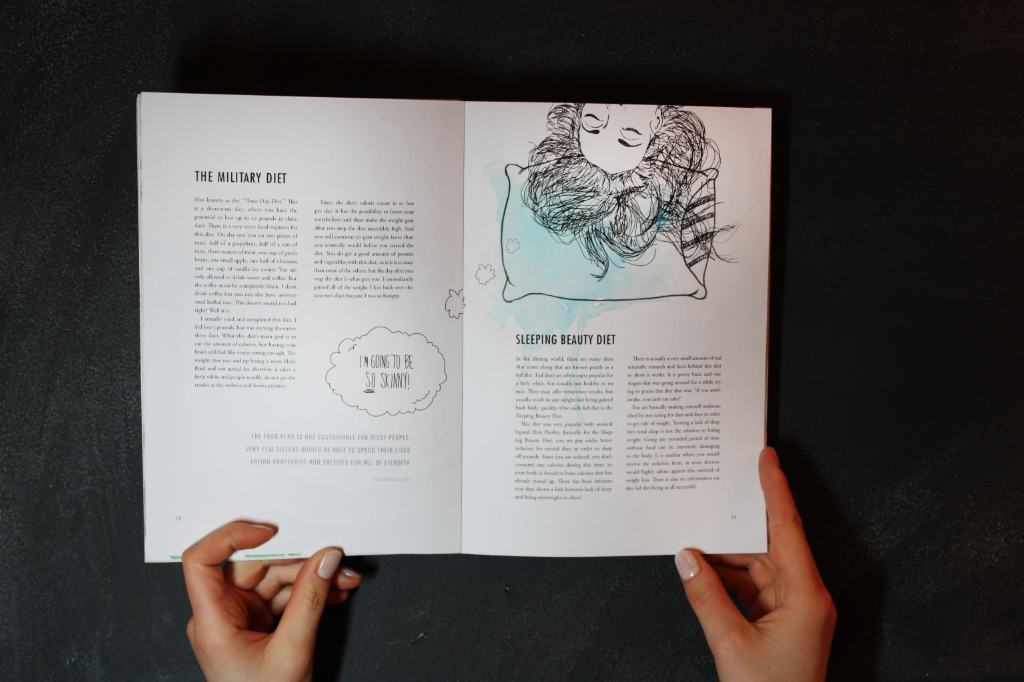 THE MILITARY DIET
Also known as the "Three-Day-Diet." This
is a short-term diet, where you have the
potential to lose up to 10 pounds in three
days. There is a very strict food regimen for
this diet. On day one you eat two pieces of
toast, half a grapefruit, half a can of
tuna, three ounces of meat, one cup of green
beans, one small apple, one half of a banana,
and one cup of vanilla ice cream. You are
only allowed to drink water and coffee. But
the coffee must be completely black. I don't
drink coffee but you can also have unsweet-
ened herbal teas. This doesn't sound too bad,
right? Well it is.
I actually tried and completed this diet. I
did lose 5 pounds, but was starving the entire
three days. What this diet's main goal is to
cut the amount of calories, but having your
brain still feel like you're eating enough. The
weight that you end up losing is most likely
fluid and not actual fat, therefore it takes a
little while and people usually do not get the
results as the websites and books promise.
Since the diet's calorie count is so low
per day, it has the possibility to lower your
metabolism and then make the weight gain
after you stop the diet incredibly high. And
you will continue to gain weight faster than
you normally would before you started the
diet. You do get a good amount of protein
and vegetables with this diet, so it is less risky
than most of the others, but the day after you
stop the diet is what gets you. I immediately
gained all of the weight I lost back over the
next two days because I was so hungry.
I'M GOING TO BE
SO SKINNY!
THE FOOD PLAN IS NOT SUSTAINABLE FOR MOST PEOPLE.
VERY FEW DIETERS WOULD BE ABLE TO SPEND THEIR LIVES
EATING GRAPEFRUIT AND SALTINES FOR ALL OF ETERNITY
SLEEPING BEAUTY DIET
In the dieting world, there are many diets
that come along that are known purely as a
fad diet. Fad diets are often super popular for
a little while, but usually not healthy in na-
ture. They may offer temporary results, but
usually result in any weight lost being gained
back fairly quickly. One such fad diet is the
Sleeping Beauty Diet.
This diet was very popular with musical
legend Elvis Presley. Basically for the Sleep-
ing Beauty Diet, you are put under heavy
sedation for several days in order to drop
off pounds. Since you are sedated, you don't
consume any calories during this time, so
your body is forced to burn calories that has
already stored up. There has been informa-
tion that shows a link between lack of sleep
and being overweight or obese.
There is actually a very small amount of real
scientific research and facts behind this diet
to show it works. It is pretty basic and one
slogan that was going around for a while try-
ing to praise this diet that was, "if you aren't
awake, you can't eat cake!"
You are basically making yourself malnour-
ished by not eating for days and days in order
to get ride of weight. Turning a lack of sleep
into total sleep is not the solution to losing
weight. Going any extended period of time
without food can be extremely damaging
to the body. It is unclear where you would
receive the sedatives from, as most doctors
would highly advise against this method of
weight loss. There is also no information on
this fad diet being at all successful.